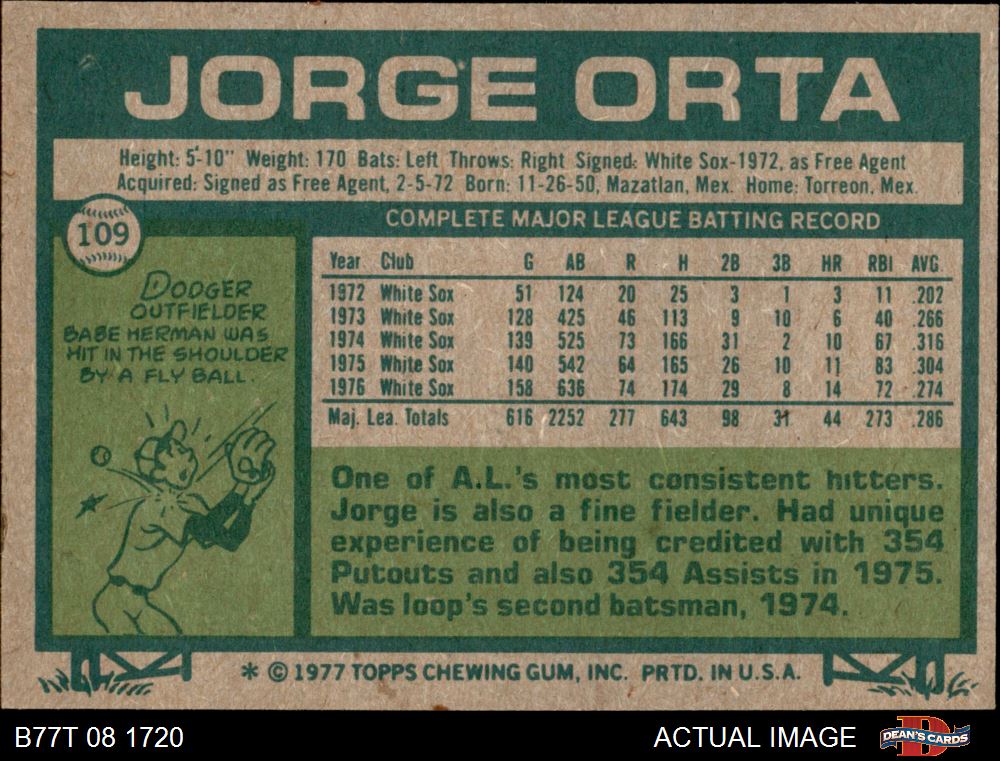 JORGE ORTA
Height: 5'-10" Weight: 170 Bats: Left Throws: Right Signed: White Sox-1972, as Free Agent
Acquired: Signed as Free Agent, 2-5-72 Born: 11-26-50, Mazatlan, Mex. Home: Torreon, Mex.
109
DODGER
OUTFIELDER
BABE HERMAN WAS
HIT IN THE SHOULDER
BY A FLY BALL.
COMPLETE MAJOR LEAGUE BATTING RECORD
Year Club G AB R H 2B 3B HR RBI AVG.
1972 White Sox 51 124 20 25 3 1 3 11 .202
1973 White Sox 128 425 46 113 9 10 6 40 .266
1974 White Sox 139 525 73 166 31 2 10 67 .316
1975 White Sox 140 542 64 165 26 10 11 83 .304
1976 White Sox 158 636 74 174 29 8 14 72 .274
Maj. Lea. Totals 616 2252 277 643 98 31 44 273 .286
One of A.L.'s most consistent hitters.
Jorge is also a fine fielder. Had unique
experience of being credited with 354
Putouts and also 354 Assists in 1975.
Was loop's second batsman, 1974.
* © 1977 TOPPS CHEWING GUM, INC. PRTD. IN U.S.A.
B77T 08 1720
ACTUAL IMAGE
DEAN'S CARDS